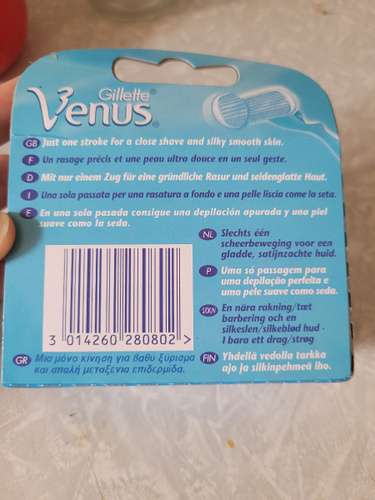 Gillette
Venus
GB Just one stroke for a close shave and silky smooth skin.
F Un rasage précis et une peau ultra douce en un seul geste.
D Mit nur einem Zug für eine gründliche Rasur und seidenglatte Haut.
I Una sola passata per una rasatura a fondo e una pelle liscia come la seta.
E En una sola pasada consigue una depilación apurada y una piel
suave como la seda.
NL Slechts één
scheerbeweging voor een
gladde, satijnzachte huid.
P Uma só passagem para
uma depilação perfeita e
uma pele suave como seda.
S/DK/N En nära rakning/tæt
barbering och en
silkeslen/silkeblød hud -
I bara ett drag/strøg
3 014260 280802 >
GR Μια μόνο κίνηση για βαθύ ξύρισμα
και απαλή μεταξένια επιδερμίδα.
FIN Yhdellä vedolla tarkka
ajo ja silkinpehmeä iho.